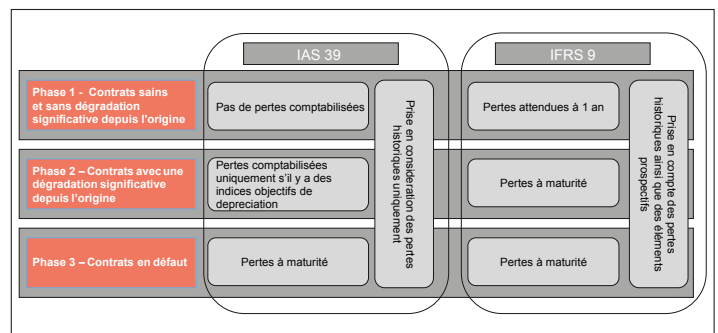 IAS 39
IFRS 9
Phase 1 - Contrats sains
et sans dégradation
significative depuis l'origine
Pas de pertes comptabilisées
Pertes attendues à 1 an
Phase 2 – Contrats avec une
dégradation significative
depuis l'origine
Pertes comptabilisées
uniquement s'il y a des
indices objectifs de
depreciation
Pertes à maturité
Phase 3 – Contrats en défaut
Pertes à maturité
Pertes à maturité
Prise en consideration des pertes
historiques uniquement
Prise en compte des pertes
historiques ainsi que des éléments
prospectifs